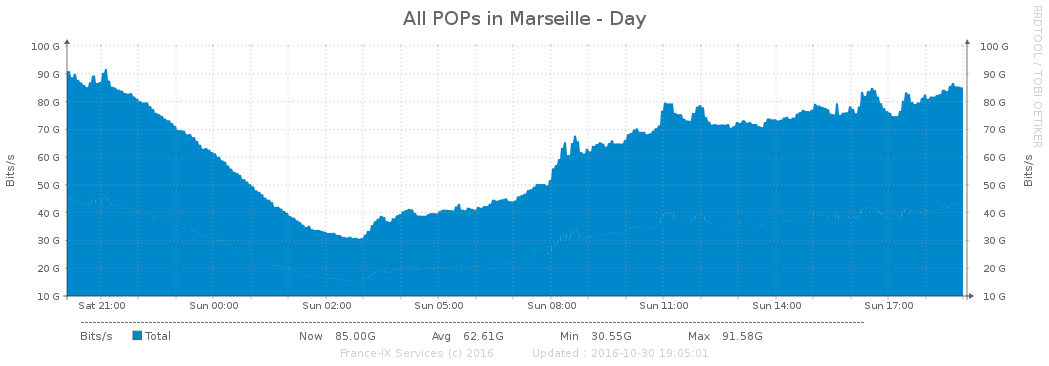 All POPs in Marseille - Day
RRDTOOL / TOBI OETIKER
100 G 100 G
90 G 90 G
80 G 80 G
70 G 70 G
60 G 60 G
50 G 50 G
40 G 40 G
30 G 30 G
20 G 20 G
10 G 10 G
Bits/s
Bits/s
Sat 21:00 Sun 00:00 Sun 02:00 Sun 05:00 Sun 08:00 Sun 11:00 Sun 14:00 Sun 17:00
Bits/s Total Now 85.00G Avg 62.61G Min 30.55G Max 91.58G
France-IX Services (c) 2016 Updated : 2016-10-30 19:05:01